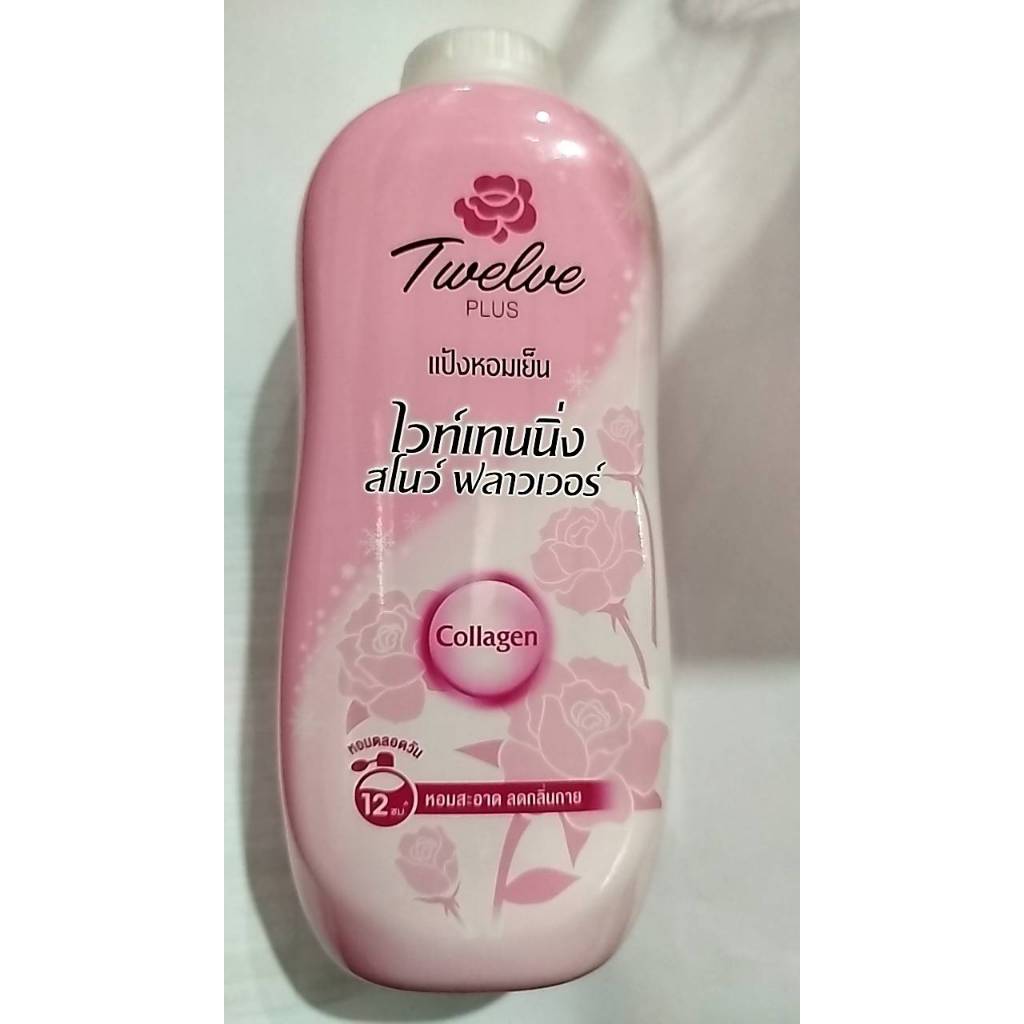 Twelve
PLUS
แป้งหอมเย็น
ไวท์เทนนิ่ง
สโนว์ ฟลาวเวอร์
Collagen
หอมตลอดวัน
12 ชม.
หอมสะอาด ลดกลิ่นกาย